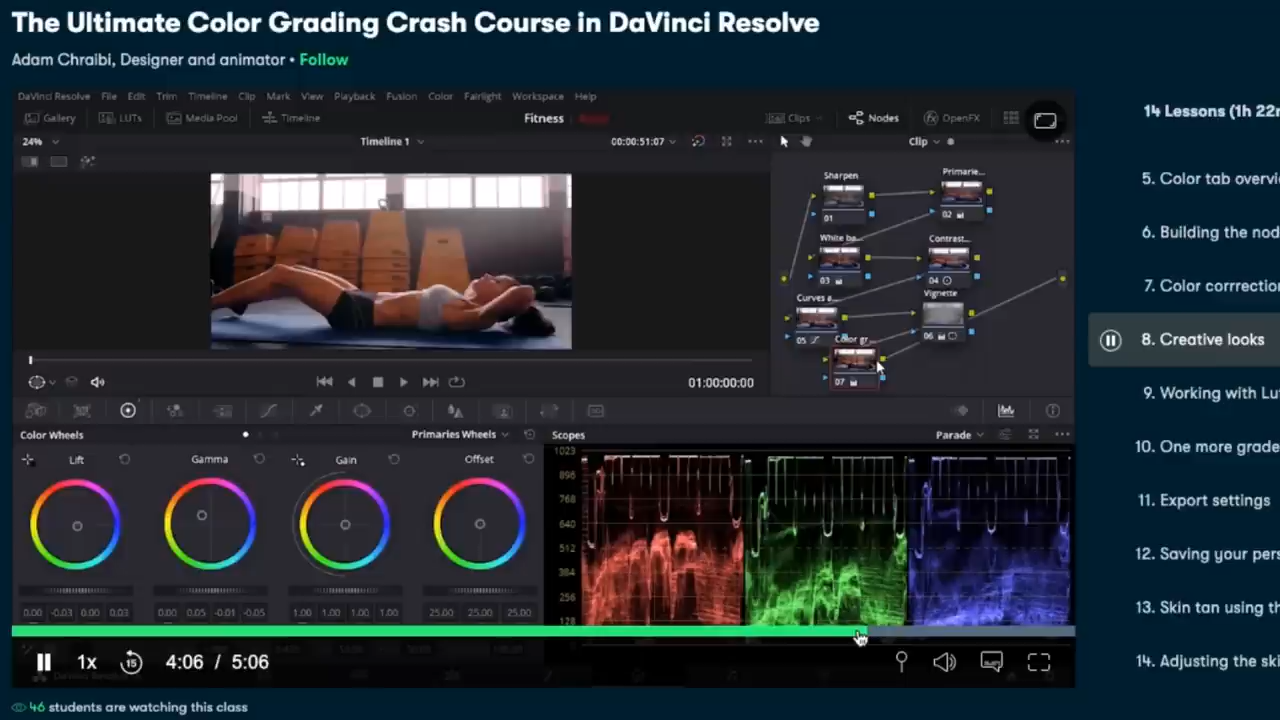 The Ultimate Color Grading Crash Course in DaVinci Resolve
Adam Chraibi, Designer and animator • Follow
DaVinci Resolve File Edit Trim Timeline Clip Mark View Playback Fusion Color Fairlight Workspace Help
Gallery LUTs Media Pool Timeline Fitness Clips Nodes OpenFX
24% Timeline 1 00:00:51:07 Clip
Sharpen Primarie...
01 02
White ba... Contrast...
03 04
Curves a... Vignette
05 06
Color gr...
07
01:00:00:00
Color Wheels Primaries Wheels Scopes Parade
Lift Gamma Gain Offset
1023
896
768
640
512
384
256
128
0.00 -0.03 0.00 0.03 0.00 0.05 -0.01 -0.05 1.00 1.00 1.00 1.00 25.00 25.00 25.00
1x 15 4:06 / 5:06
46 students are watching this class
14 Lessons (1h 22
5. Color tab overvi
6. Building the nod
7. Color corrrectio
8. Creative looks
9. Working with Lu
10. One more grade
11. Export settings
12. Saving your pers
13. Skin tan using th
14. Adjusting the ski